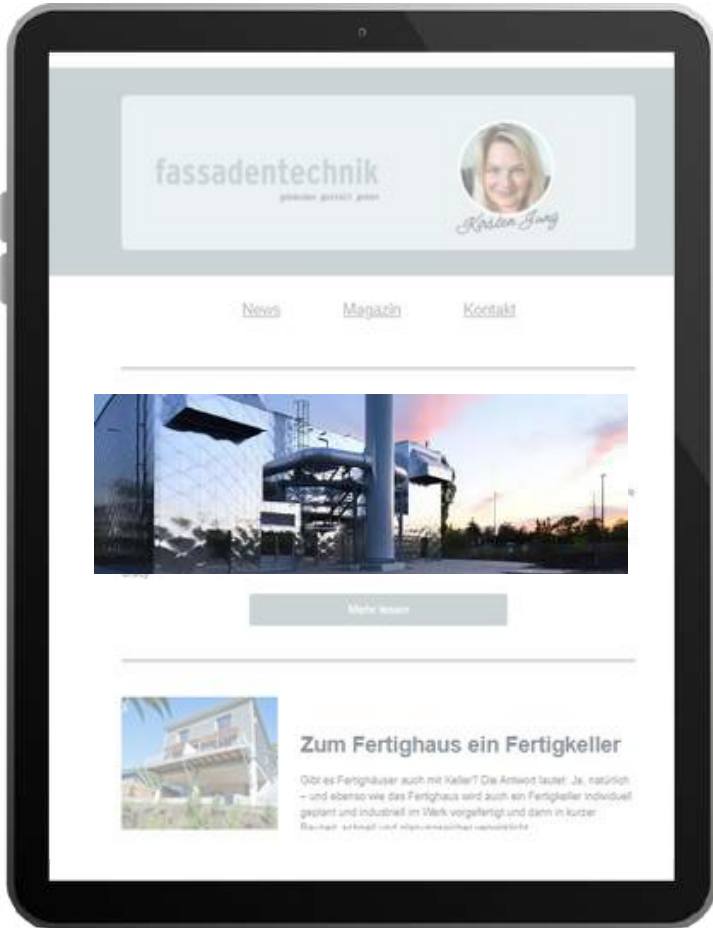 fassadentechnik
Kirsten Jung
News
Magazin
Kontakt
Mehr lesen
Zum Fertighaus ein Fertigkeller
Gibt es Fertighäuser auch mit Keller? Die Antwort lautet: Ja, natürlich
– und ebenso wie das Fertighaus wird auch ein Fertigkeller individuell
geplant und industriell im Werk vorgefertigt und dann in kurzer